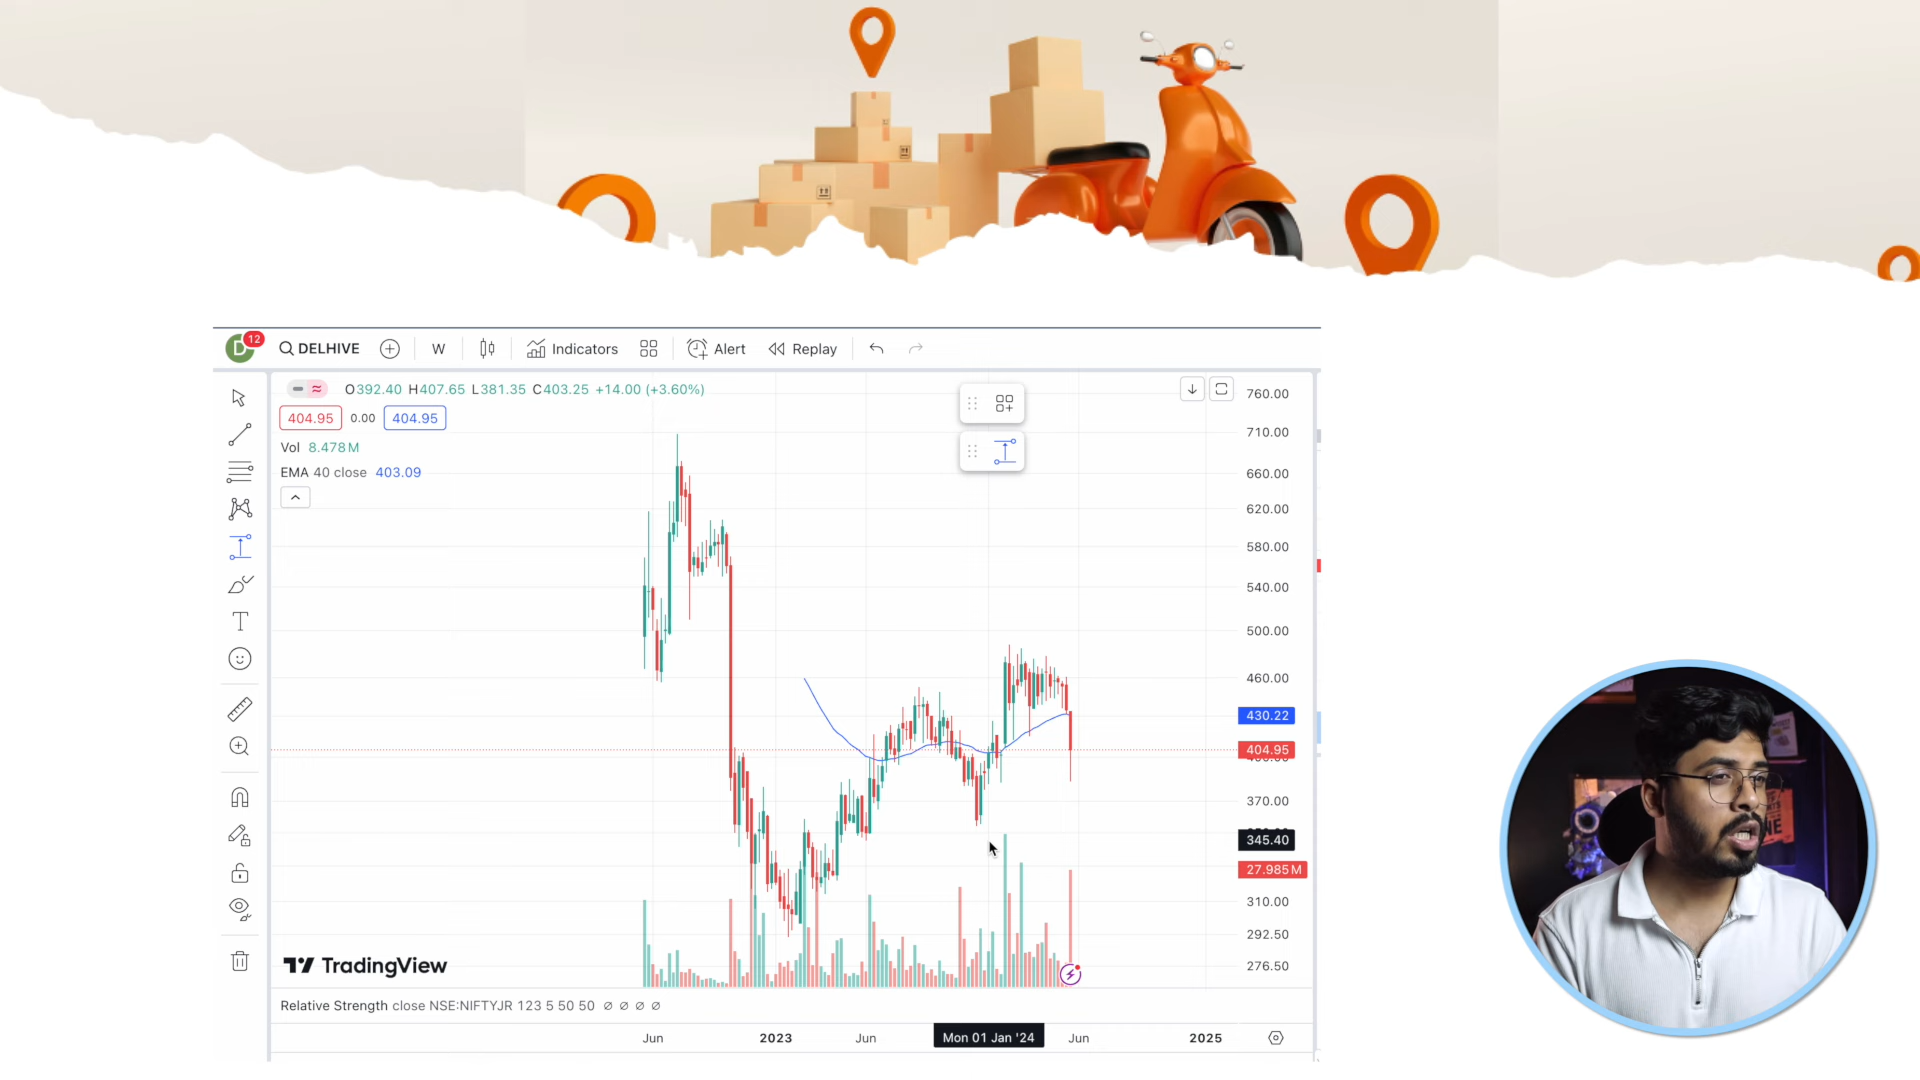 D
12
DELHIVE
W
Indicators
Alert
Replay
O392.40 H407.65 L381.35 C403.25 +14.00 (+3.60%)
404.95
0.00
404.95
Vol 8.478M
EMA 40 close 403.09
760.00
710.00
660.00
620.00
580.00
540.00
500.00
460.00
430.22
404.95
370.00
345.40
27.985M
310.00
292.50
276.50
TradingView
Relative Strength close NSE:NIFTYJR 123 5 50 50 ∅ ∅ ∅ ∅
Jun
2023
Jun
Mon 01 Jan '24
Jun
2025